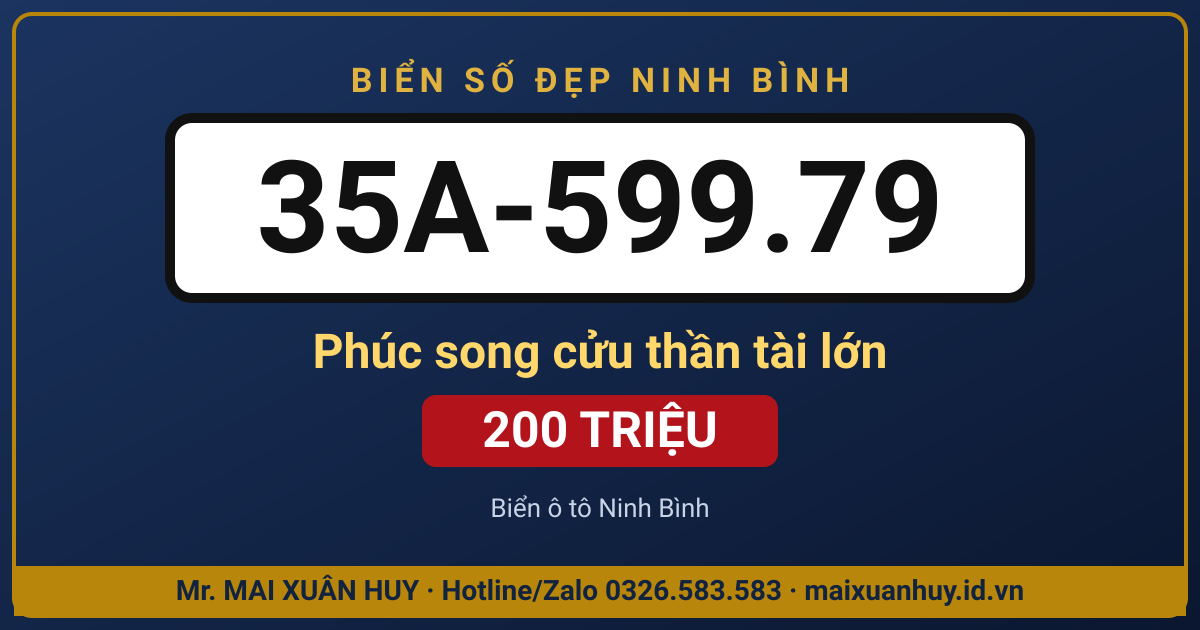 BIỂN SỐ ĐẸP NINH BÌNH
35A-599.79
Phúc song cửu thần tài lớn
200 TRIỆU
Biển ô tô Ninh Bình
Mr. MAI XUÂN HUY · Hotline/Zalo 0326.583.583 · maixuanhuy.id.vn